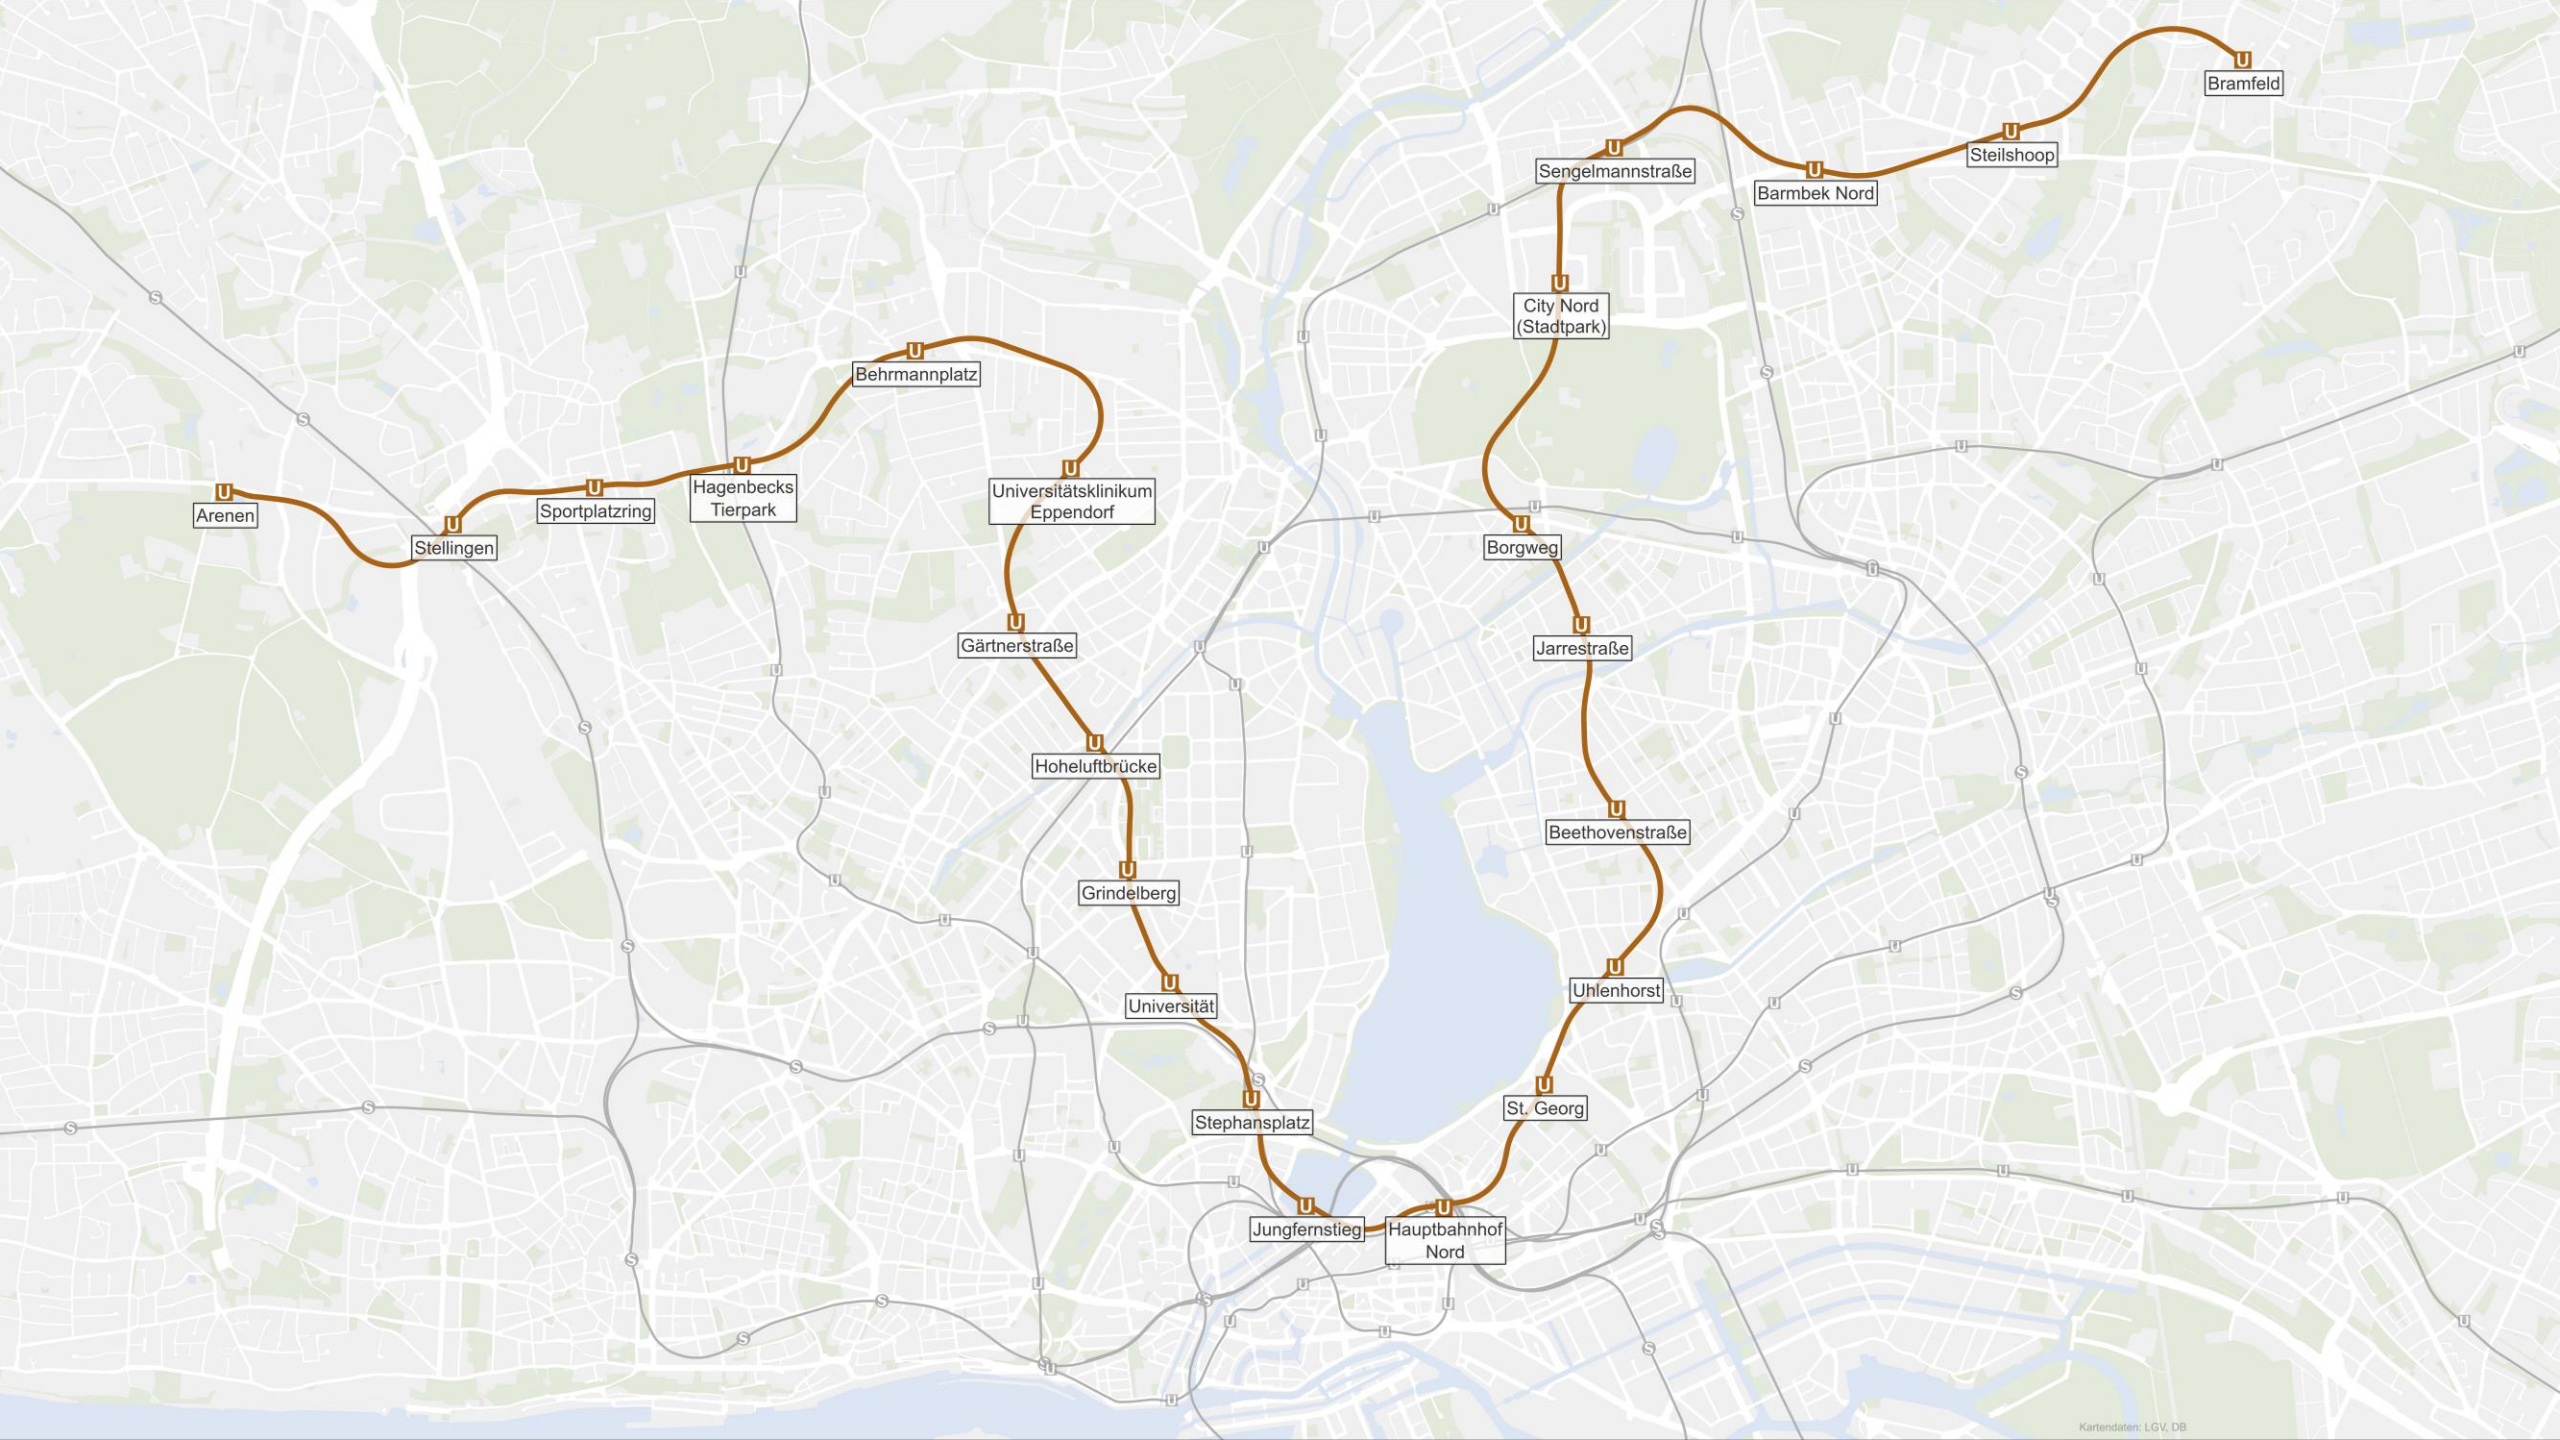 Bramfeld
Steilshoop
Sengelmannstraße
Barmbek Nord
City Nord
(Stadtpark)
Behrmannplatz
Arenen
Stellingen
Sportplatzring
Hagenbecks
Tierpark
Universitätsklinikum
Eppendorf
Borgweg
Gärtnerstraße
Jarrestraße
Hoheluftbrücke
Beethovenstraße
Grindelberg
Uhlenhorst
Universität
St. Georg
Stephansplatz
Jungfernstieg
Hauptbahnhof
Nord
Kartendaten: LGV, DB